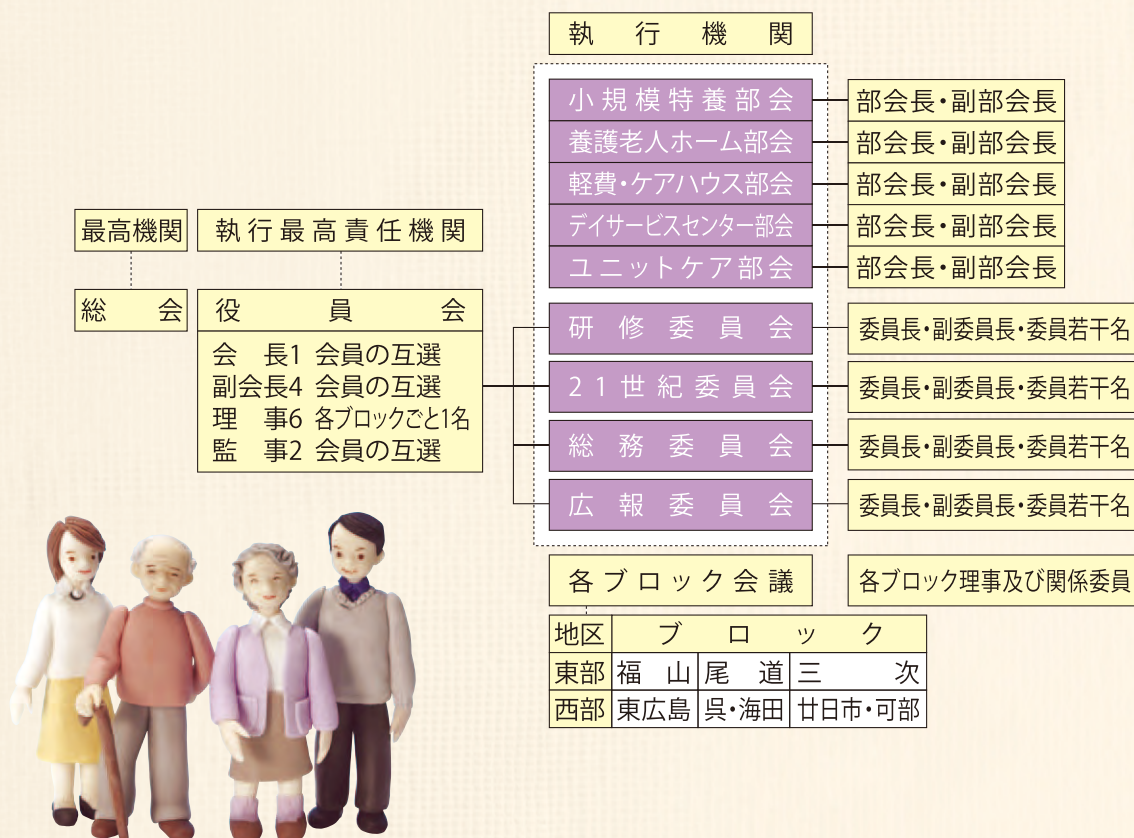 執行機関
小規模特養部会 部会長・副部会長
養護老人ホーム部会 部会長・副部会長
軽費・ケアハウス部会 部会長・副部会長
デイサービスセンター部会 部会長・副部会長
ユニットケア部会 部会長・副部会長
最高機関 執行最高責任機関
総会 役員会
会長1 会員の互選
副会長4 会員の互選
理事6 各ブロックごと1名
監事2 会員の互選
研修委員会 委員長・副委員長・委員若干名
21世紀委員会 委員長・副委員長・委員若干名
総務委員会 委員長・副委員長・委員若干名
広報委員会 委員長・副委員長・委員若干名
各ブロック会議 各ブロック理事及び関係委員
地区 ブロック
東部 福山 尾道 三次
西部 東広島 呉・海田 廿日市・可部